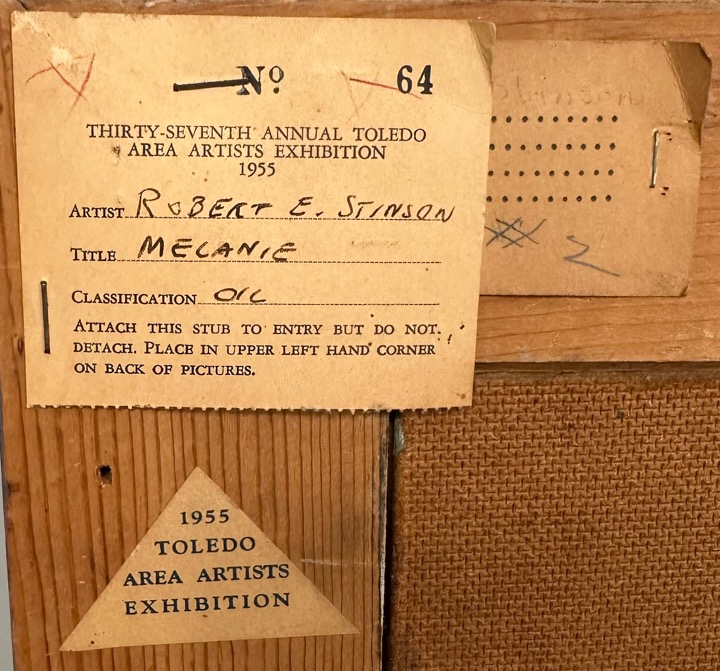 Nº 64
THIRTY-SEVENTH ANNUAL TOLEDO
AREA ARTISTS EXHIBITION
1955
ARTIST ROBERT E. STINSON
TITLE MELANIE
CLASSIFICATION OIL
ATTACH THIS STUB TO ENTRY BUT DO NOT
DETACH. PLACE IN UPPER LEFT HAND CORNER
ON BACK OF PICTURES.
# 2
1955
TOLEDO
AREA ARTISTS
EXHIBITION